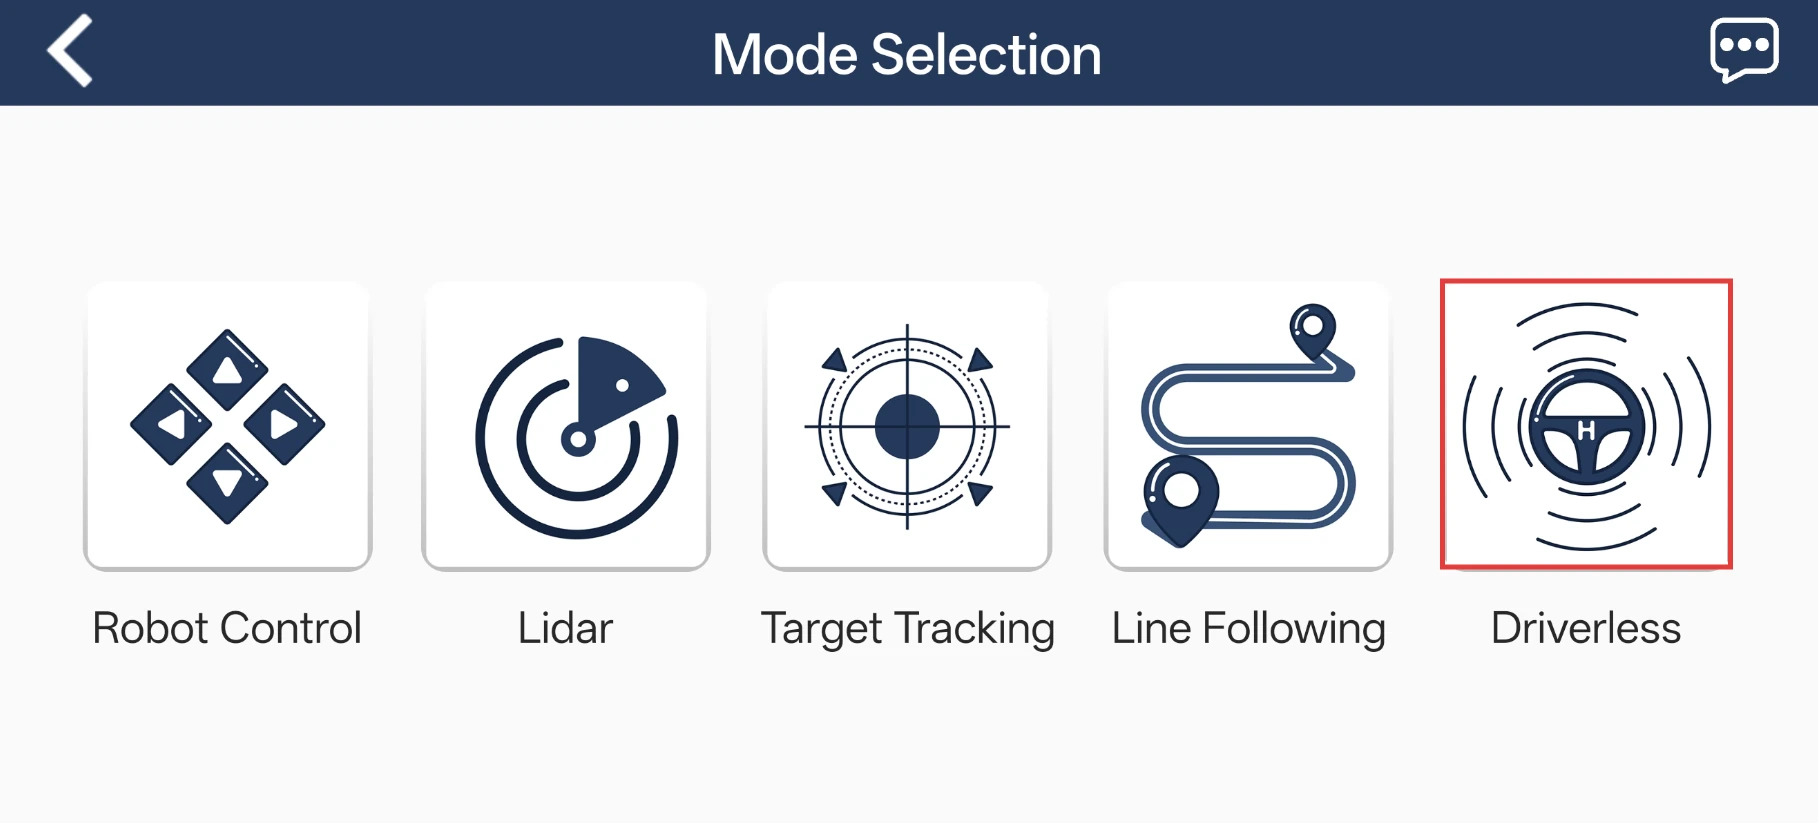 Mode Selection
H
Robot Control
Lidar
Target Tracking
Line Following
Driverless